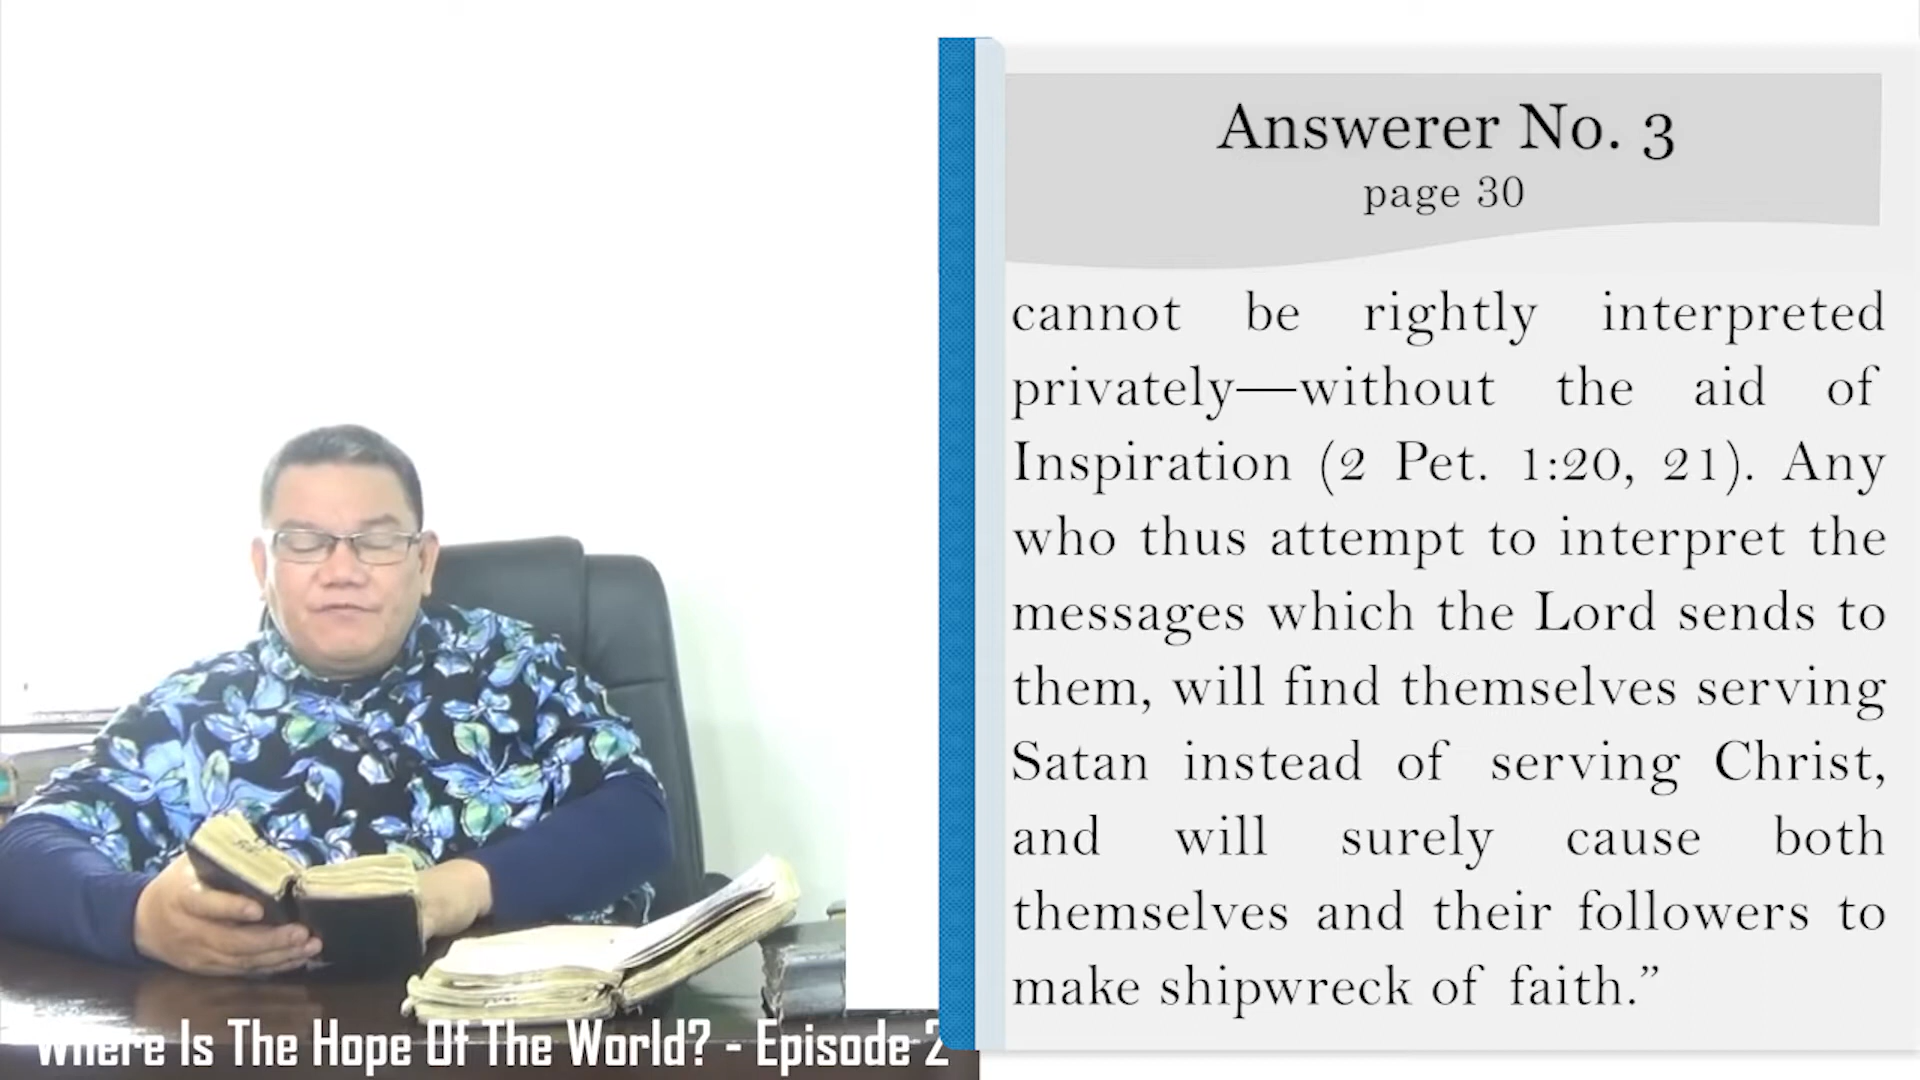 Answerer No. 3
page 30
cannot be rightly interpreted
privately—without the aid of
Inspiration (2 Pet. 1:20, 21). Any
who thus attempt to interpret the
messages which the Lord sends to
them, will find themselves serving
Satan instead of serving Christ,
and will surely cause both
themselves and their followers to
make shipwreck of faith.”
Where Is The Hope Of The World? - Episode 2